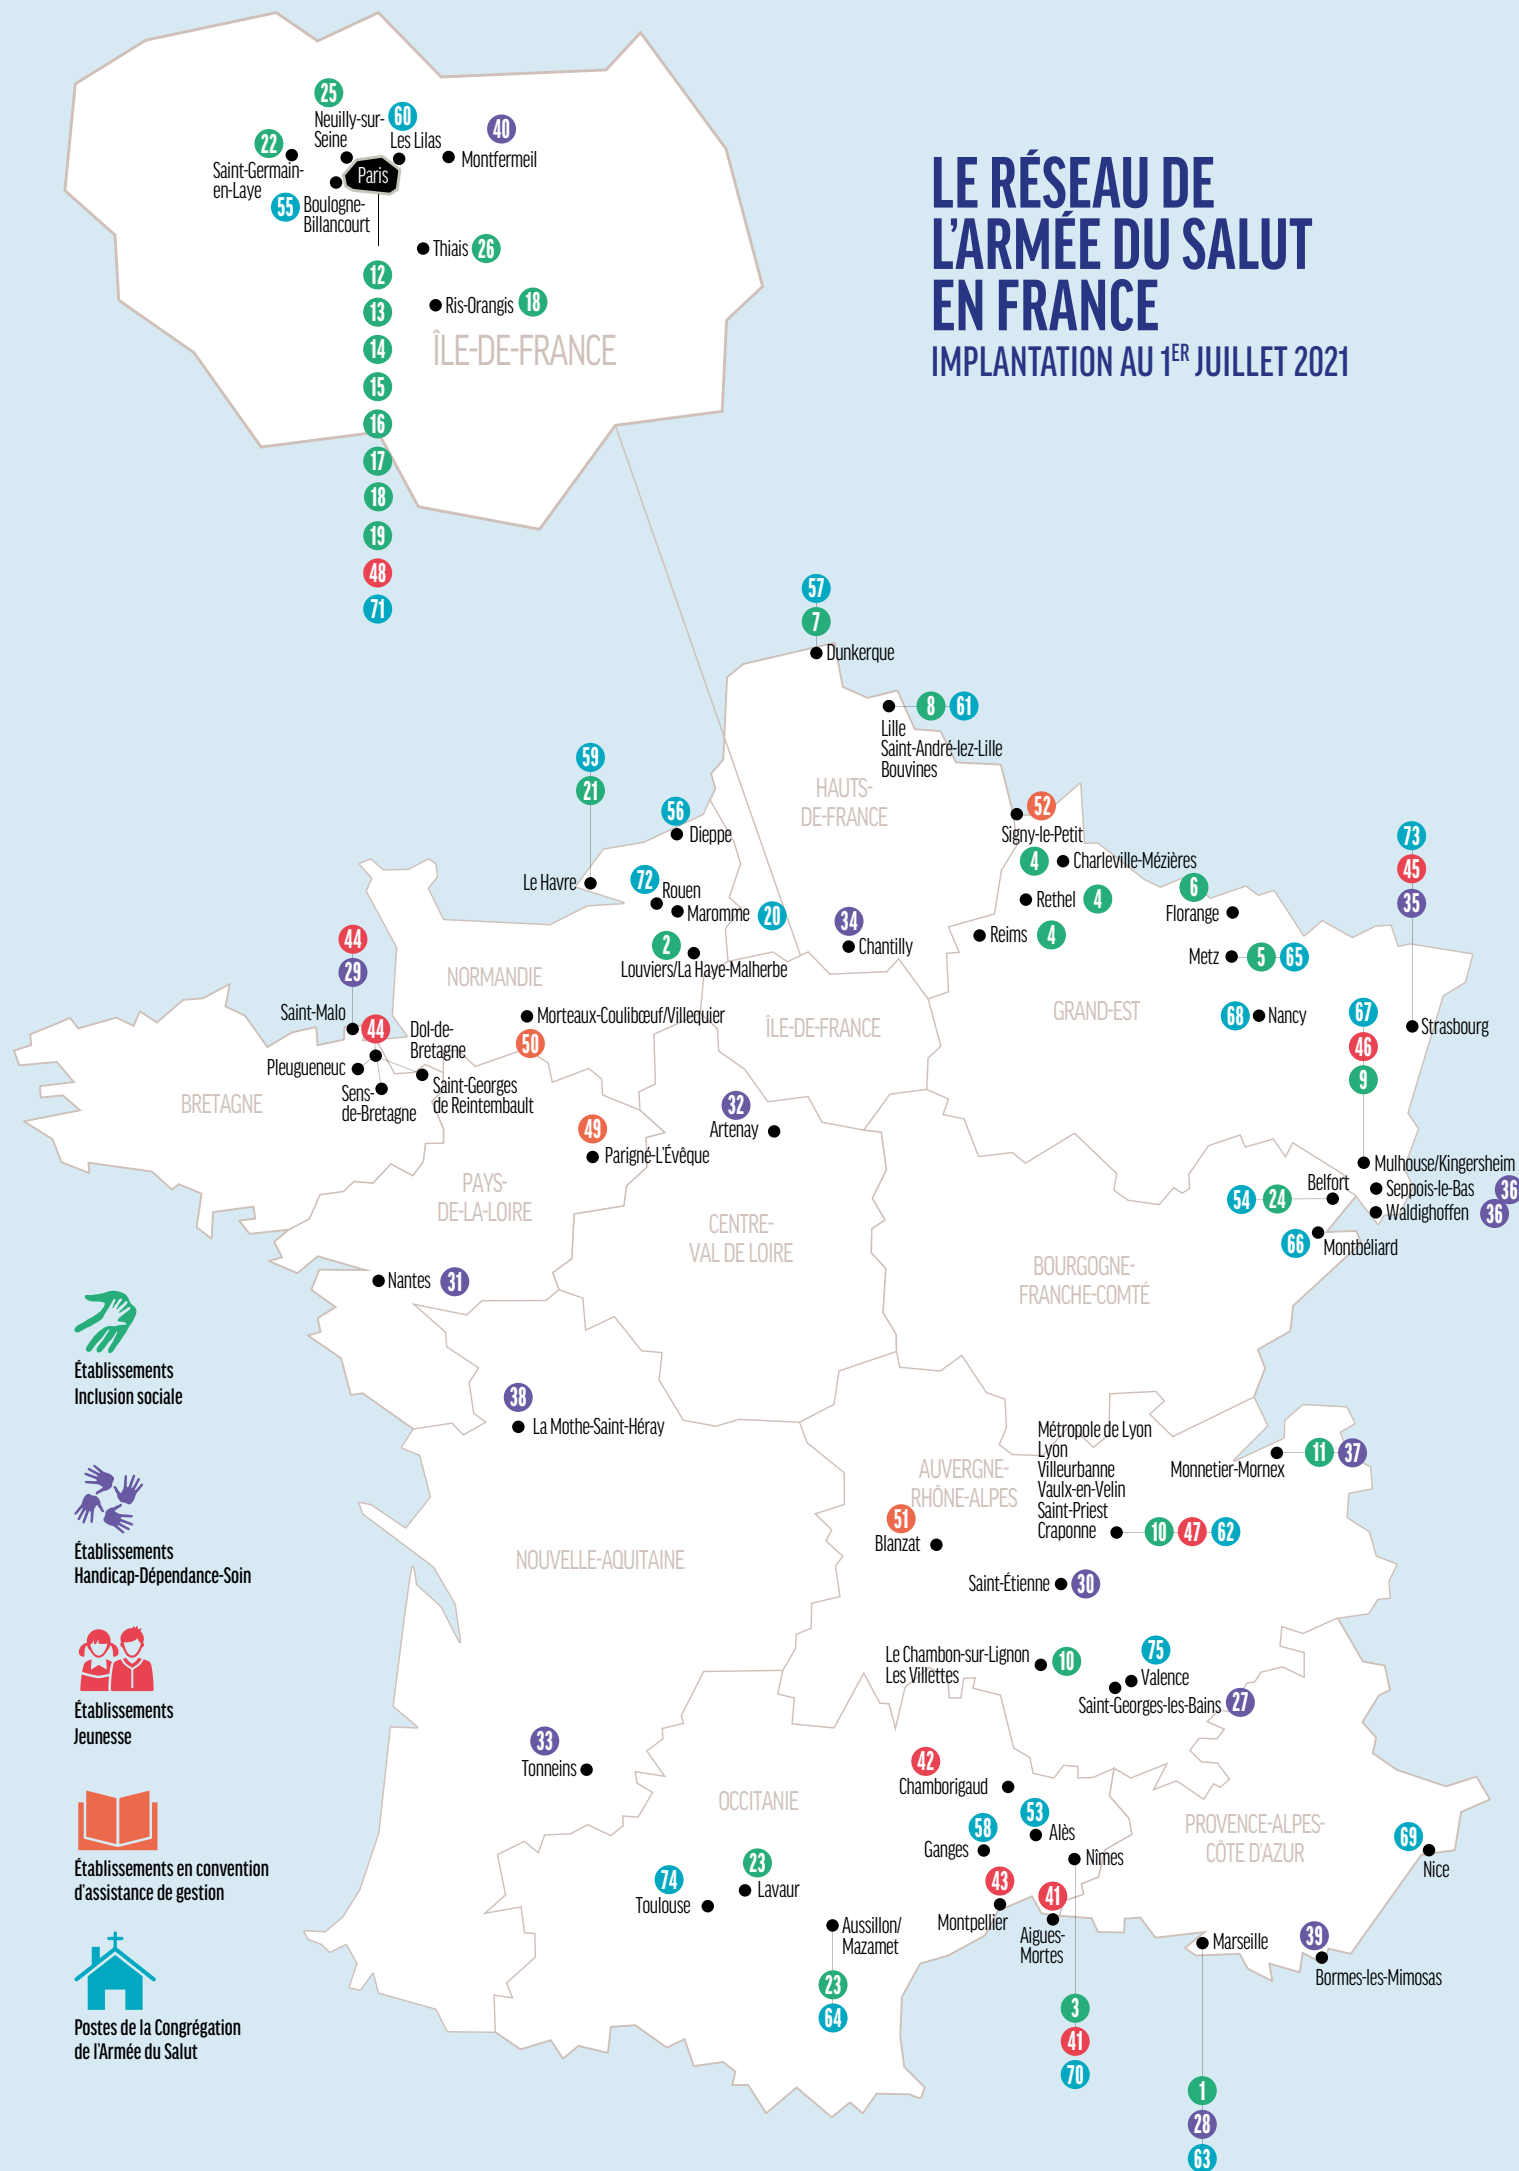 LE RÉSEAU DE
L'ARMÉE DU SALUT
EN FRANCE
IMPLANTATION AU 1ER JUILLET 2021
25
Neuilly-sur-
Seine
60
Les Lilas
40
Montfermeil
22
Saint-Germain-
en-Laye
Paris
55
Boulogne-
Billancourt
Thiais 26
Ris-Orangis 18
ÎLE-DE-FRANCE
12
13
14
15
16
17
18
19
48
71
57
7
Dunkerque
8 61
Lille
Saint-André-lez-Lille
Bouvines
HAUTS-
DE-FRANCE
59
21
Le Havre
56
Dieppe
72
Rouen
Maromme 20
2
Louviers/La Haye-Malherbe
34
Chantilly
52
Signy-le-Petit
4 Charleville-Mézières
Rethel 4
Reims 4
6
Florange
Metz 5 65
68 Nancy
73
45
35
Strasbourg
GRAND-EST
67
46
9
Mulhouse/Kingersheim
Seppois-le-Bas 36
Waldighoffen 36
Belfort
54 24
66
Montbéliard
NORMANDIE
Morteaux-Coulibœuf/Villequier
50
ÎLE-DE-FRANCE
44
29
Saint-Malo
44
Dol-de-
Bretagne
Pleugueneuc
Sens-
de-Bretagne
Saint-Georges
de Reintembault
BRETAGNE
32
Artenay
49
Parigné-L'Évêque
PAYS-
DE-LA-LOIRE
CENTRE-
VAL DE LOIRE
BOURGOGNE-
FRANCHE-COMTÉ
Nantes 31
38
La Mothe-Saint-Héray
Métropole de Lyon
Lyon
Villeurbanne
Vaulx-en-Velin
Saint-Priest
Craponne
10 47 62
Monnetier-Mornex
11 37
AUVERGNE-
RHÔNE-ALPES
51
Blanzat
NOUVELLE-AQUITAINE
Saint-Étienne 30
Le Chambon-sur-Lignon
Les Villettes
10
75
Valence
Saint-Georges-les-Bains 27
33
Tonneins
OCCITANIE
42
Chamborigaud
53
Alès
58
Ganges
Nîmes
43
Montpellier
41
Aigues-
Mortes
3
41
70
PROVENCE-ALPES-
CÔTE D'AZUR
69
Nice
74
Toulouse
23
Lavaur
Aussillon/
Mazamet
23
64
Marseille
1
28
63
39
Bormes-les-Mimosas
Établissements
Inclusion sociale
Établissements
Handicap-Dépendance-Soin
Établissements
Jeunesse
Établissements en convention
d'assistance de gestion
Postes de la Congrégation
de l'Armée du Salut